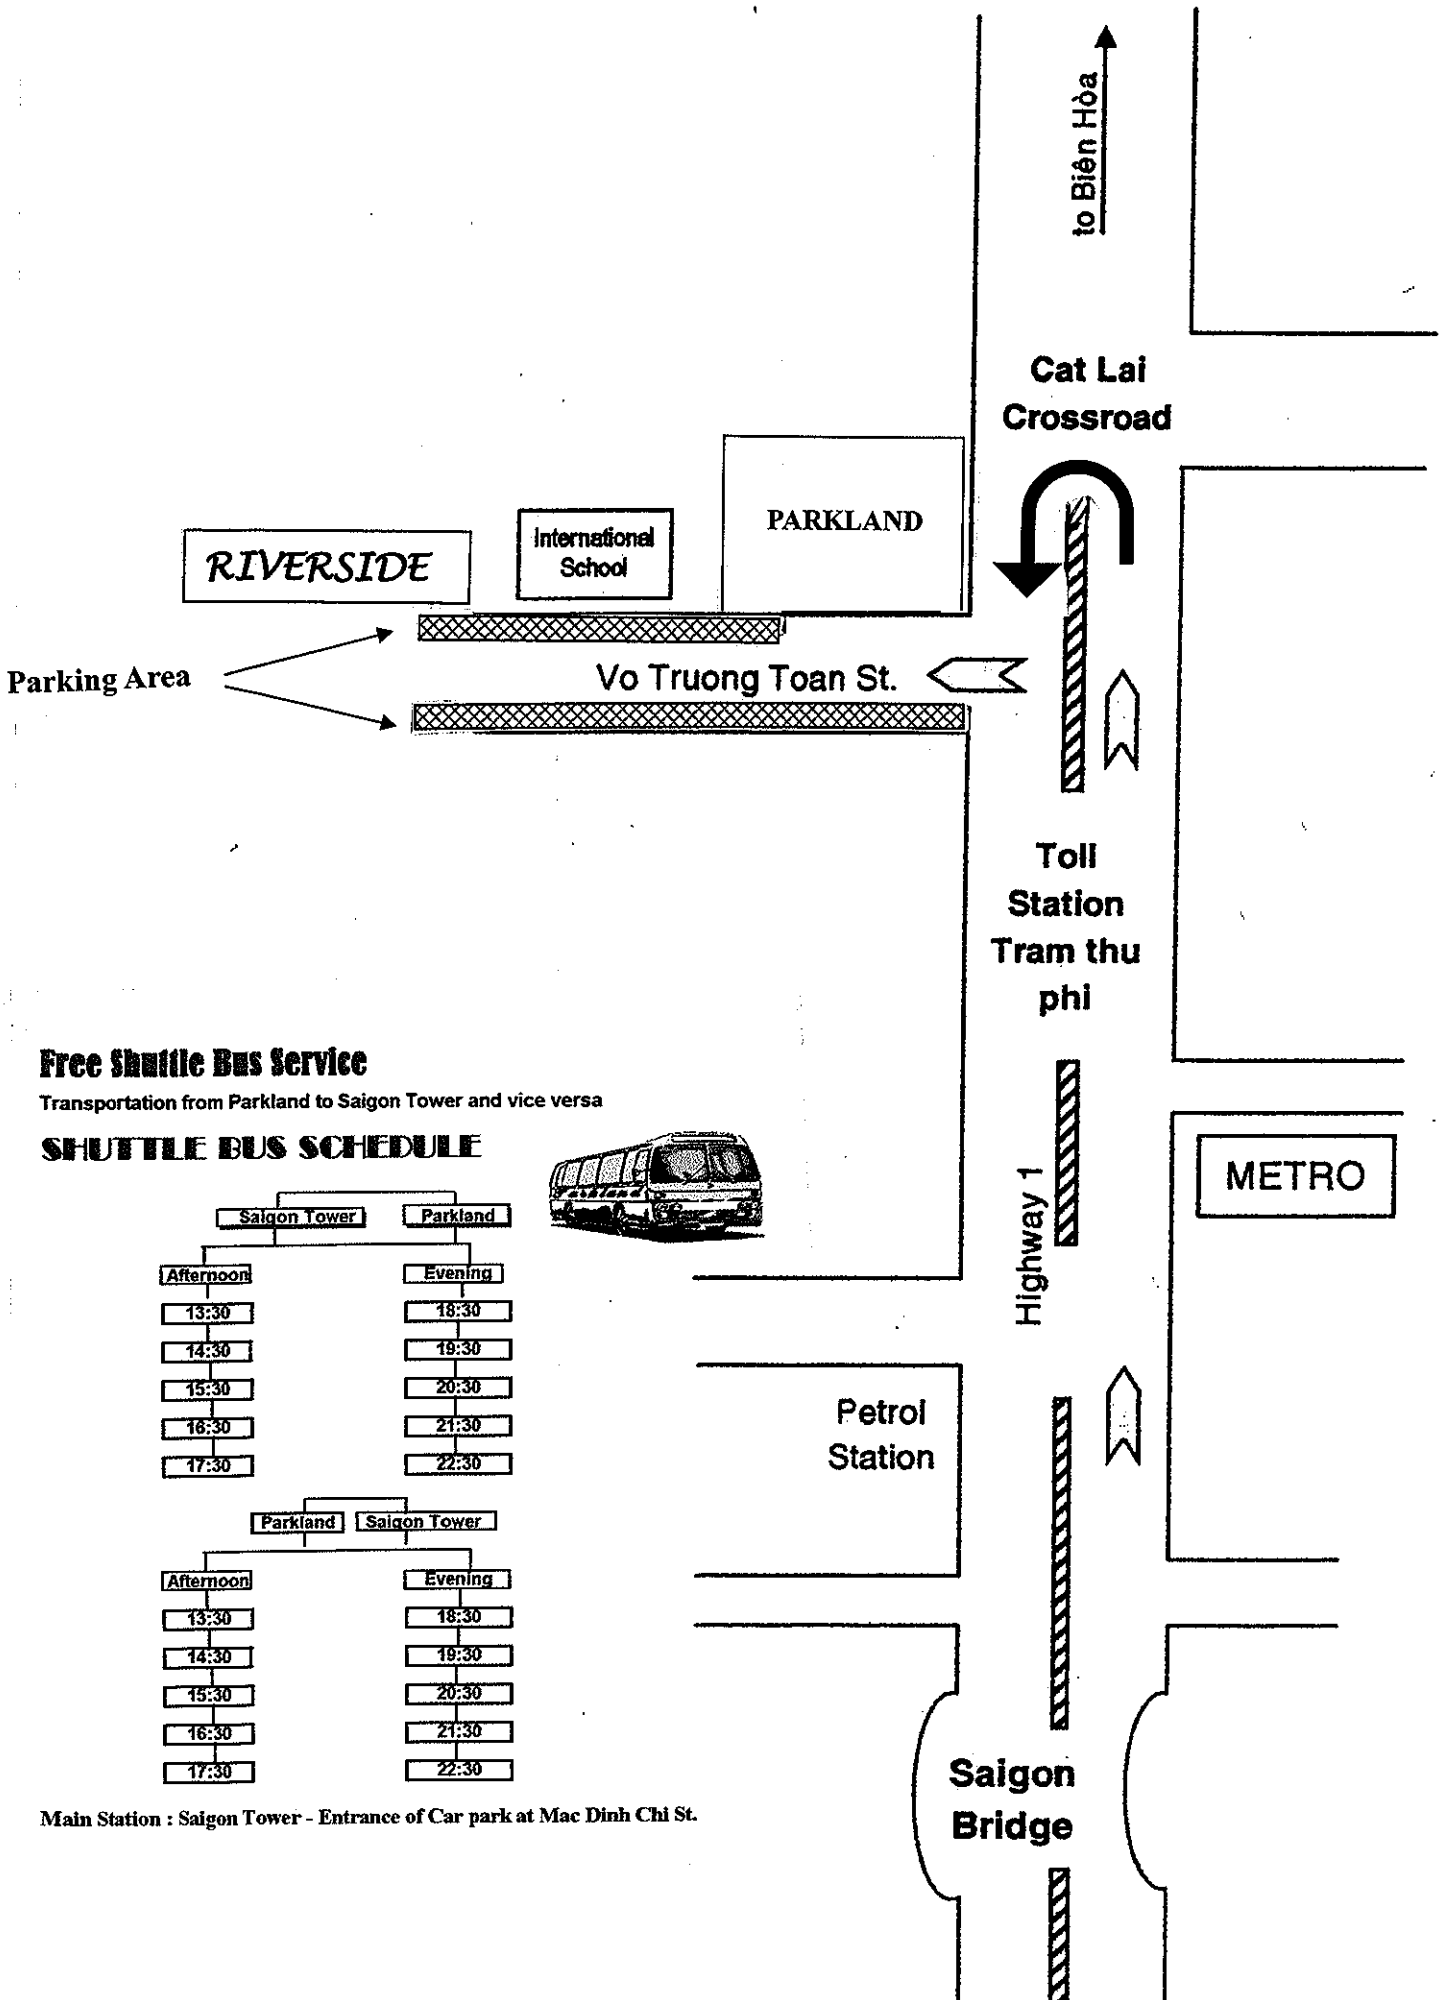 to Biên Hòa
Cat Lai
Crossroad
PARKLAND
International
School
RIVERSIDE
Parking Area
Vo Truong Toan St.
Toll
Station
Tram thu
phi
Free Shuttle Bus Service
Transportation from Parkland to Saigon Tower and vice versa
SHUTTLE BUS SCHEDULE
Parkland
METRO
Highway 1
Saigon Tower Parkland
Afternoon Evening
13:30 18:30
14:30 19:30
15:30 20:30
16:30 21:30
17:30 22:30
Petrol
Station
Parkland Saigon Tower
Afternoon Evening
13:30 18:30
14:30 19:30
15:30 20:30
16:30 21:30
17:30 22:30
Saigon
Bridge
Main Station : Saigon Tower - Entrance of Car park at Mac Dinh Chi St.